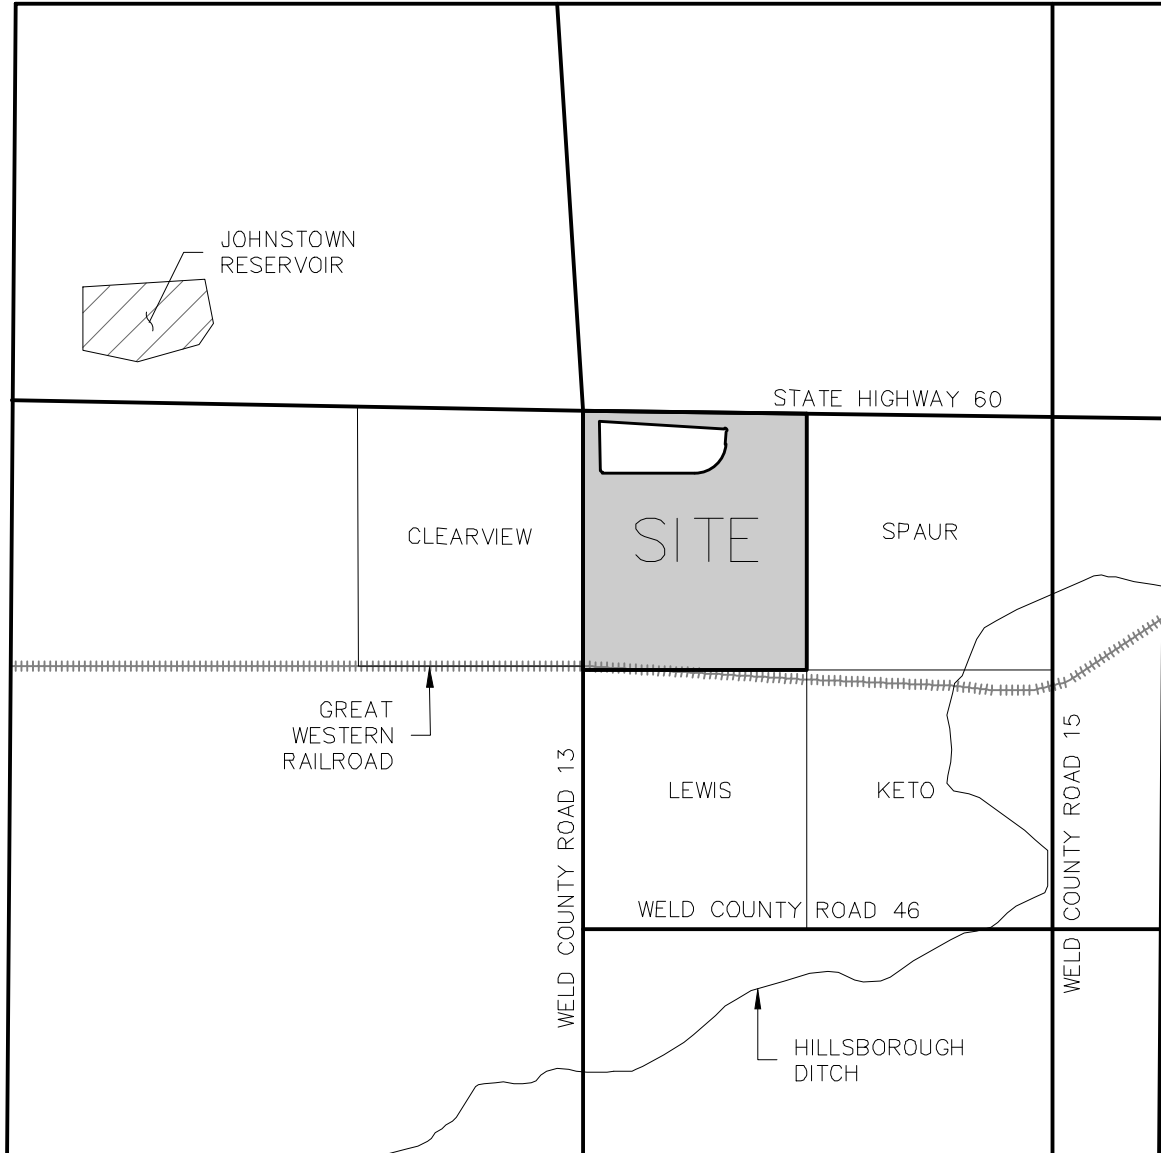 JOHNSTOWN
RESERVOIR
STATE HIGHWAY 60
CLEARVIEW
SITE
SPAUR
GREAT
WESTERN
RAILROAD
WELD COUNTY ROAD 13
LEWIS
KETO
WELD COUNTY ROAD 15
WELD COUNTY ROAD 46
HILLSBOROUGH
DITCH